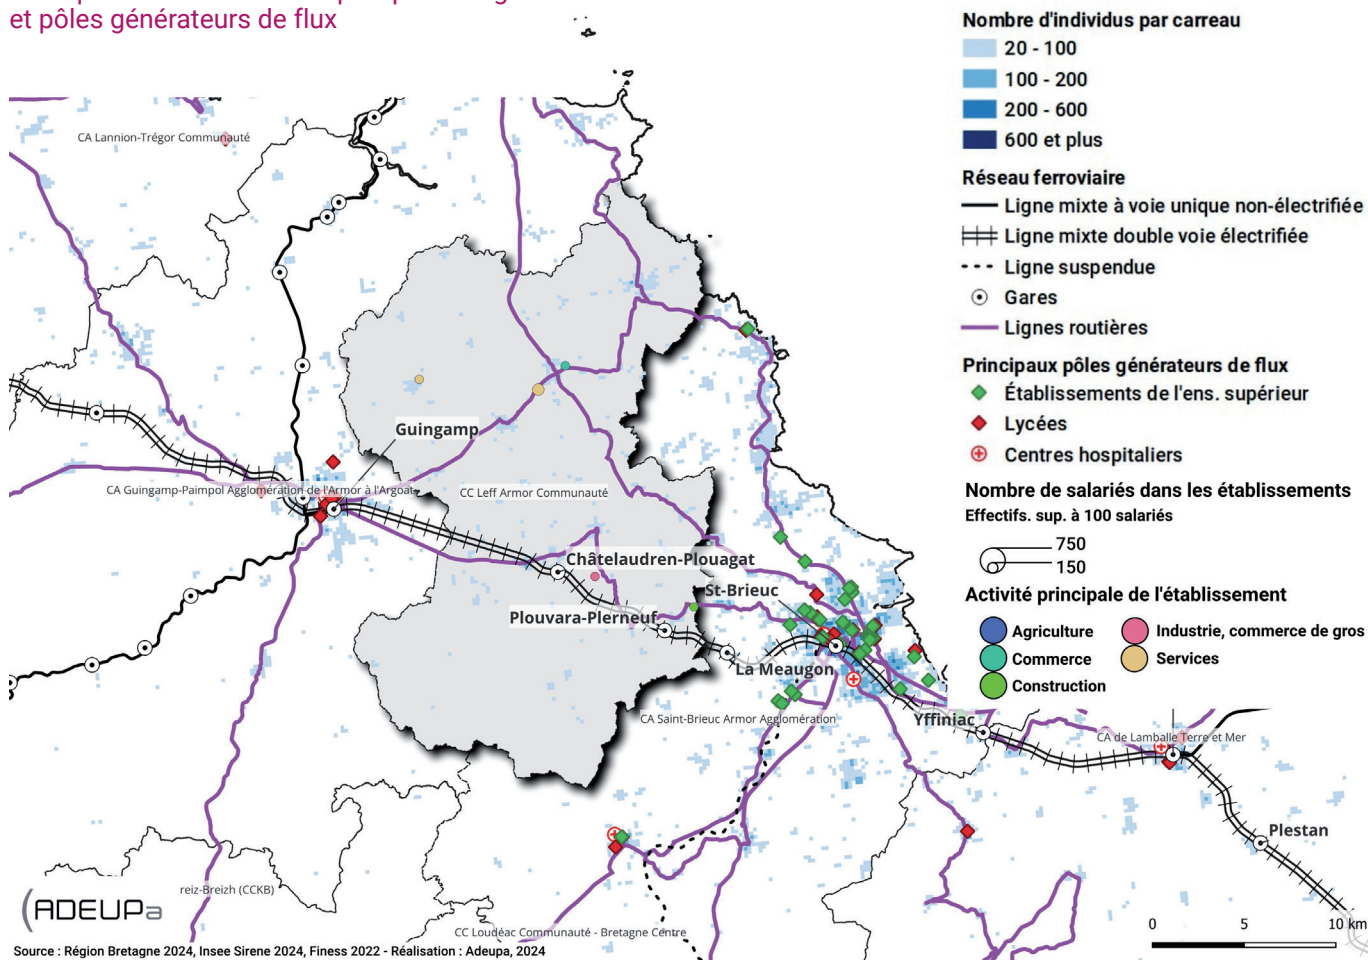 et pôles générateurs de flux
Nombre d'individus par carreau
20 - 100
100 - 200
200 - 600
600 et plus
Réseau ferroviaire
Ligne mixte à voie unique non-électrifiée
Ligne mixte double voie électrifiée
Ligne suspendue
Gares
Lignes routières
Principaux pôles générateurs de flux
Établissements de l'ens. supérieur
Lycées
Centres hospitaliers
Nombre de salariés dans les établissements
Effectifs. sup. à 100 salariés
750
150
Activité principale de l'établissement
Agriculture
Industrie, commerce de gros
Commerce
Services
Construction
CA Lannion-Trégor Communauté
Guingamp
CA Guingamp-Paimpol Agglomération de l'Armor à l'Argoat
CC Leff Armor Communauté
Châtelaudren-Plouagat
St-Brieuc
Plouvara-Plerneuf
La Meaugon
CA Saint-Brieuc Armor Agglomération
Yffiniac
CA de Lamballe Terre et Mer
Plestan
reiz-Breizh (CCKB)
CC Loudéac Communauté - Bretagne Centre
ADEUPa
0 5 10 km
Source : Région Bretagne 2024, Insee Sirene 2024, Finess 2022 - Réalisation : Adeupa, 2024